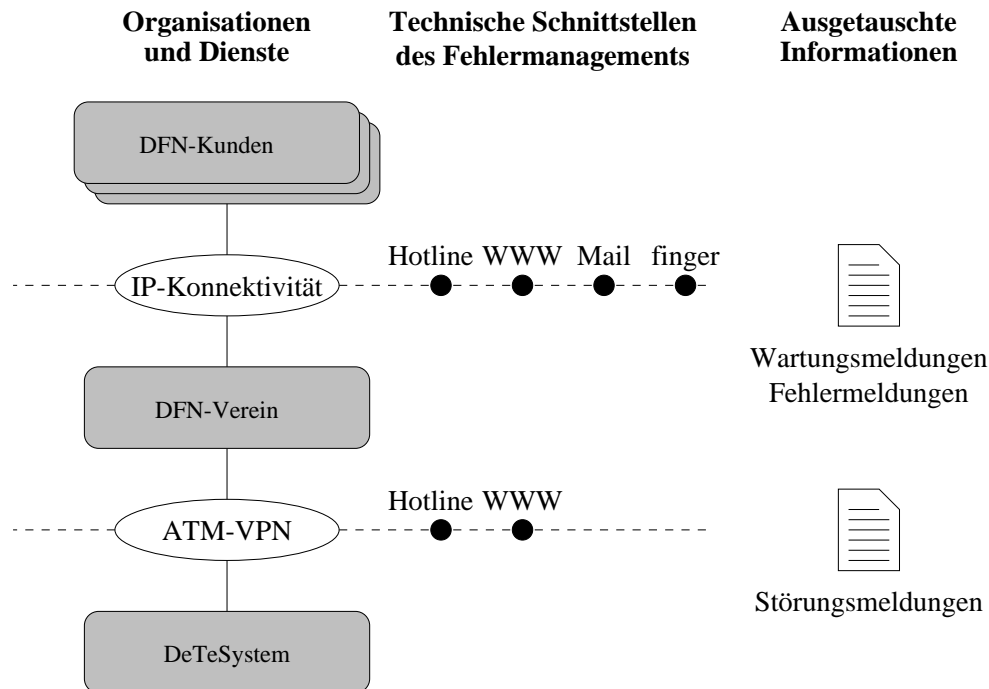 Organisationen
und Dienste
Technische Schnittstellen
des Fehlermanagements
Ausgetauschte
Informationen
DFN-Kunden
Hotline WWW Mail finger
IP-Konnektivität
Wartungsmeldungen
Fehlermeldungen
DFN-Verein
Hotline WWW
ATM-VPN
Störungsmeldungen
DeTeSystem